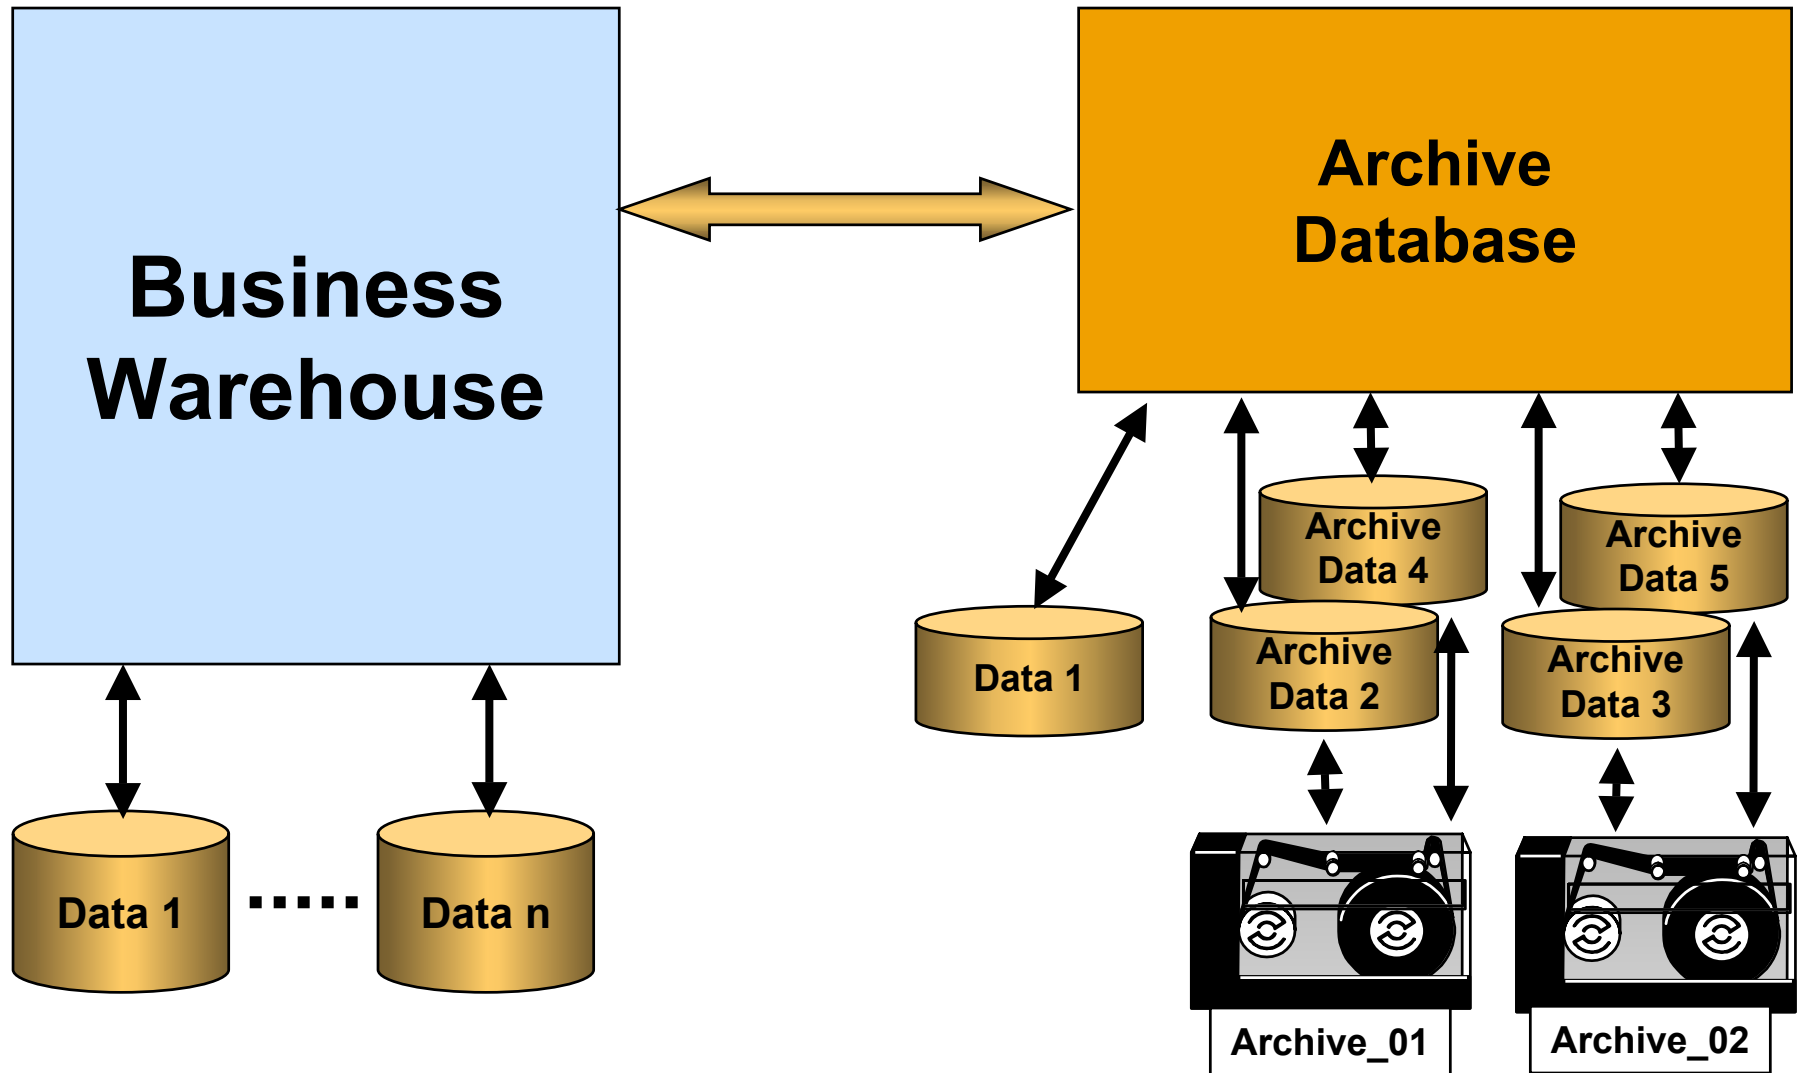 Business
Warehouse
Archive
Database
Archive
Data 4
Archive
Data 5
Data 1
Archive
Data 2
Archive
Data 3
Data 1
Data n
Archive_01
Archive_02